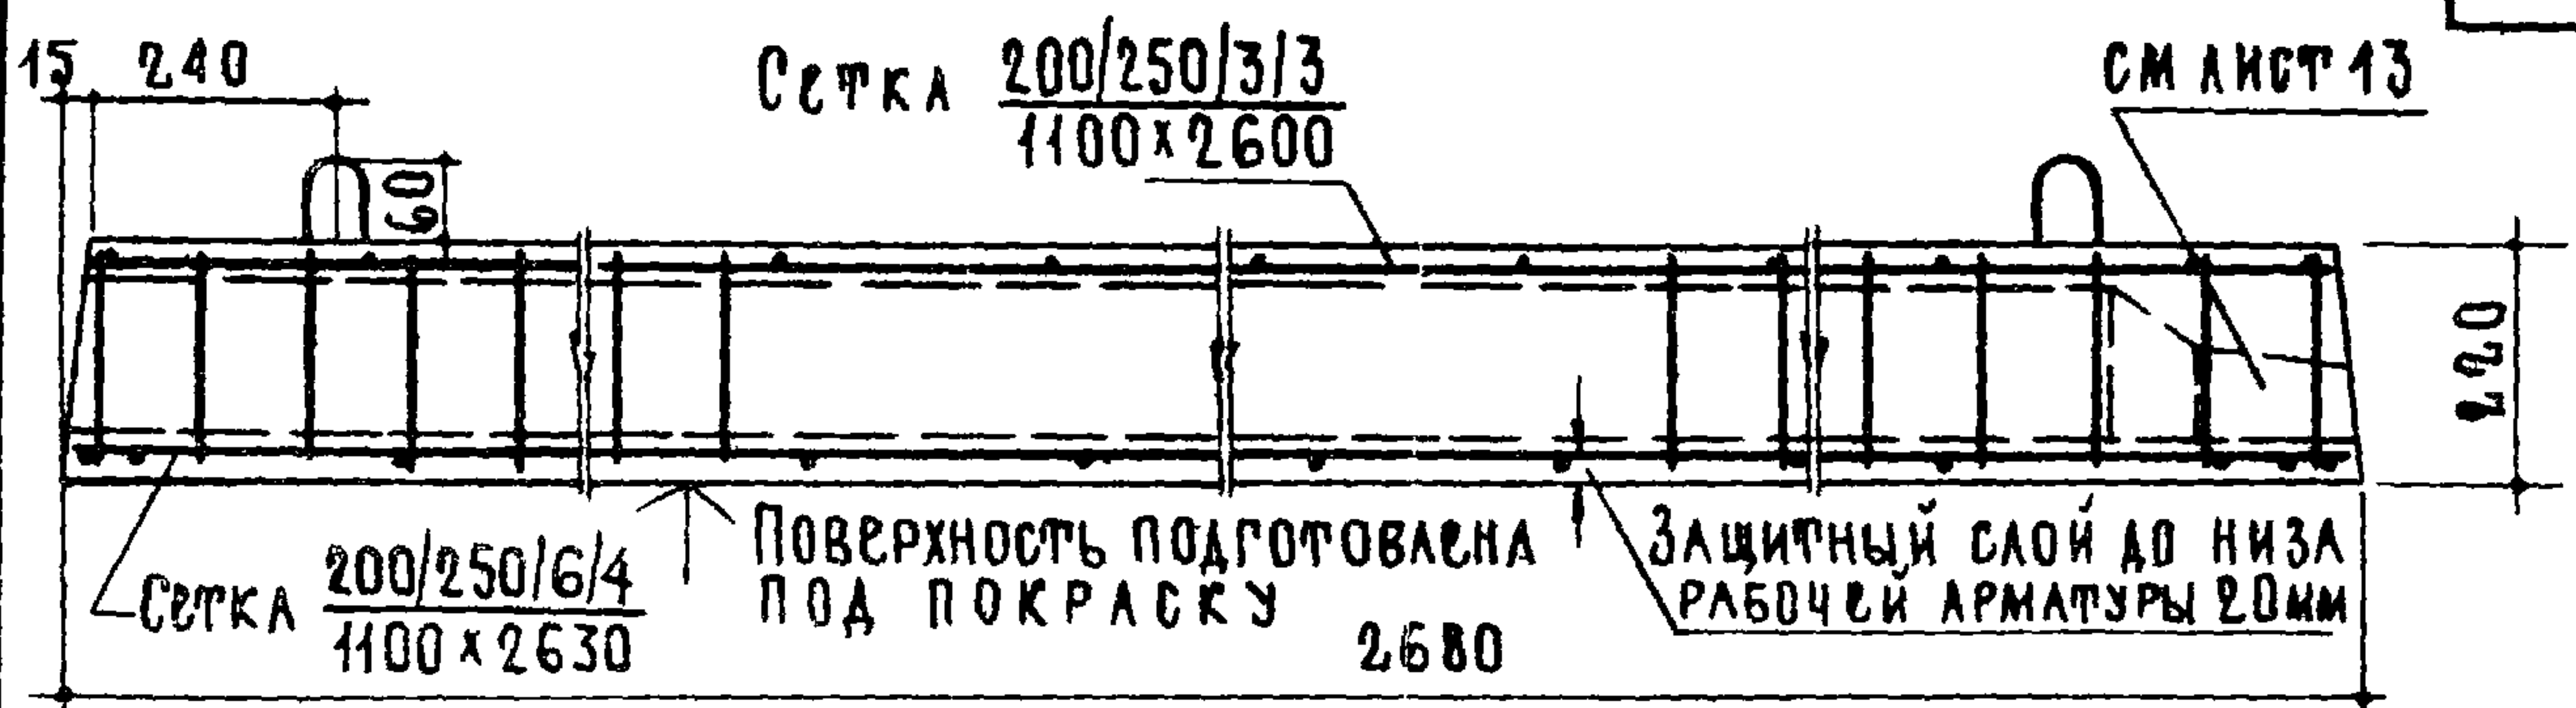 15 240
Сетка 200/250/3/3
1100×2600
см лист 13
60
220
Сетка 200/250/6/4
1100×2630
Поверхность подготовлена
под покраску
Защитный слой до низа
рабочей арматуры 20мм
2680